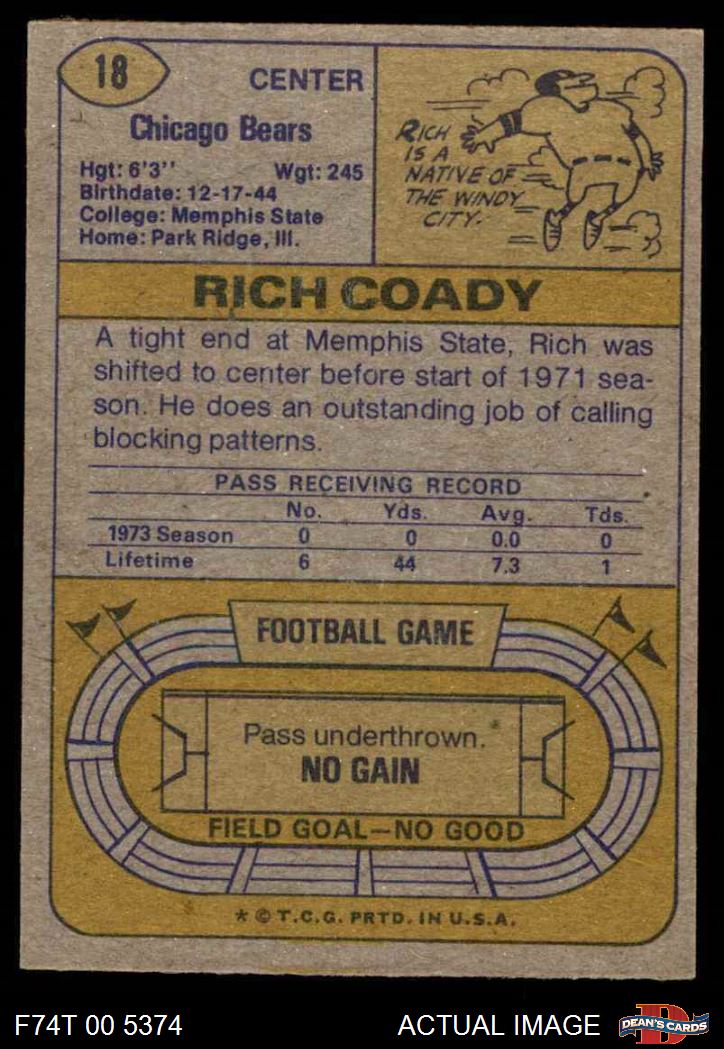 18
CENTER
Chicago Bears
Hgt: 6'3'' Wgt: 245
Birthdate: 12-17-44
College: Memphis State
Home: Park Ridge, Ill.
RICH
IS A
NATIVE OF
THE WINDY
CITY.
RICH COADY
A tight end at Memphis State, Rich was
shifted to center before start of 1971 sea-
son. He does an outstanding job of calling
blocking patterns.
PASS RECEIVING RECORD
No. Yds. Avg. Tds.
1973 Season 0 0 0.0 0
Lifetime 6 44 7.3 1
FOOTBALL GAME
Pass underthrown.
NO GAIN
FIELD GOAL—NO GOOD
* © T.C.G. PRTD. IN U.S.A.
F74T 00 5374 ACTUAL IMAGE
D
DEAN'S CARDS